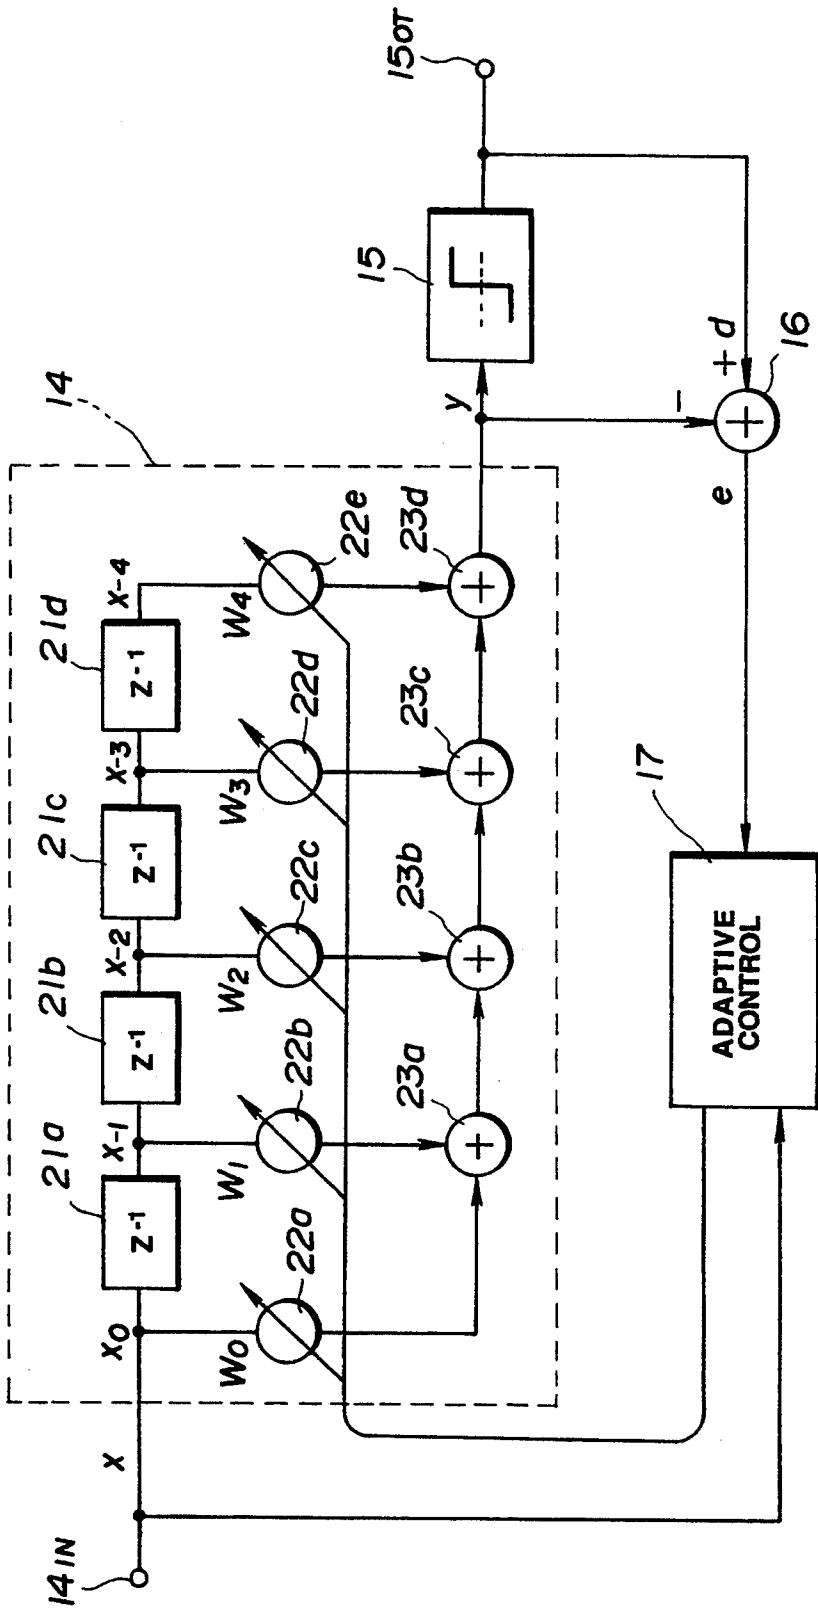 14
21a
21b
21c
21d
14IN
X
X0
X-1
X-2
X-3
X-4
Z-1
Z-1
Z-1
Z-1
W0
W1
W2
W3
W4
22a
22b
22c
22d
22e
23a
23b
23c
23d
+
+
+
+
y
15
15OT
−
+ d
+
16
e
17
ADAPTIVE
CONTROL